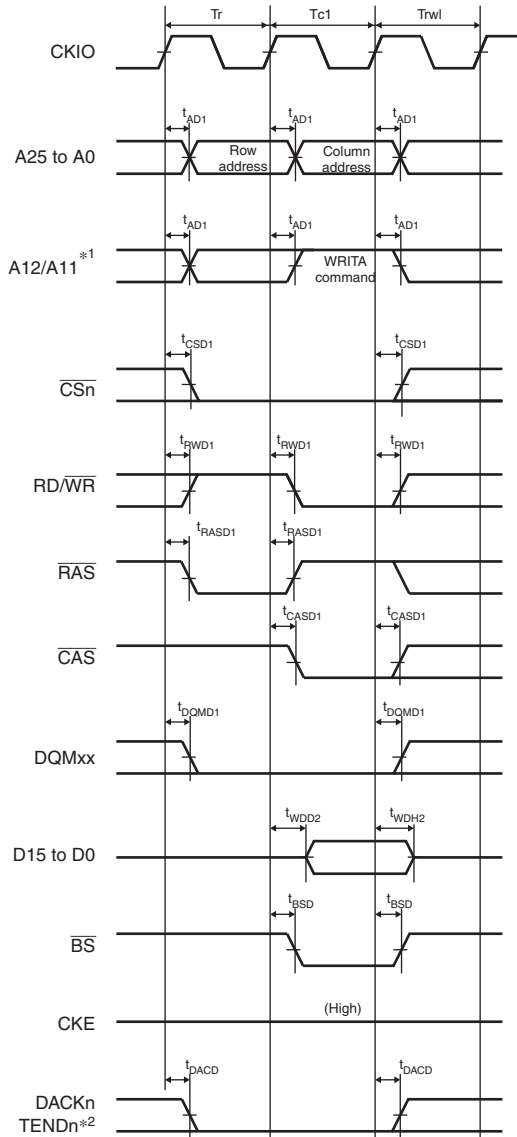 Tr Tc1 Trwl
CKIO
tAD1 tAD1 tAD1
A25 to A0
Row address
Column address
tAD1 tAD1 tAD1
A12/A11*1
WRITA command
tCSD1 tCSD1
CSn
tRWD1 tRWD1 tRWD1
RD/WR
tRASD1 tRASD1
RAS
tCASD1 tCASD1
CAS
tDQMD1 tDQMD1
DQMxx
tWDD2 tWDH2
D15 to D0
tBSD tBSD
BS
(High)
CKE
tDACD tDACD
DACKn
TENDn*2